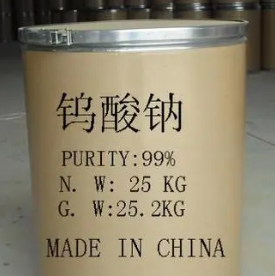 钨酸钠
PURITY:99%
N. W: 25 KG
G. W:25.2KG
MADE IN CHINA